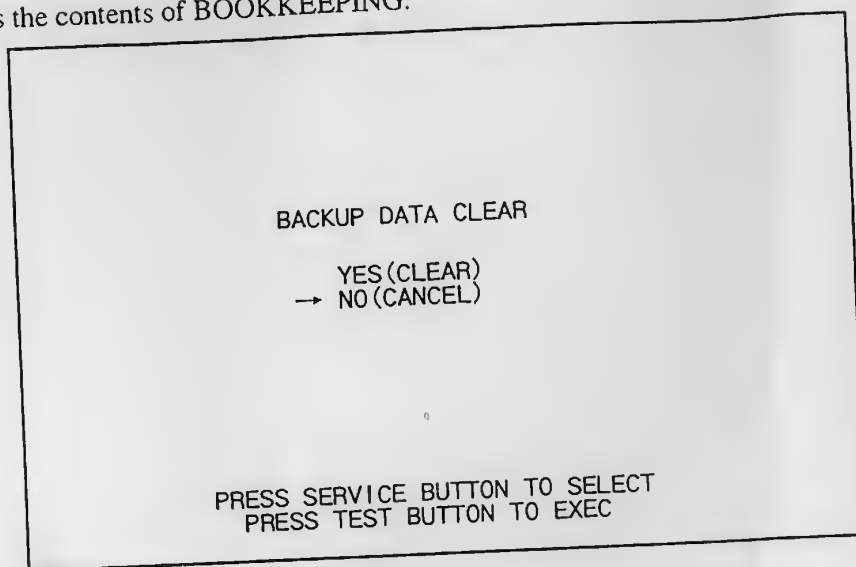 s the contents of BOOKKEEPING.
BACKUP DATA CLEAR
YES(CLEAR)
→ NO(CANCEL)
PRESS SERVICE BUTTON TO SELECT
PRESS TEST BUTTON TO EXEC